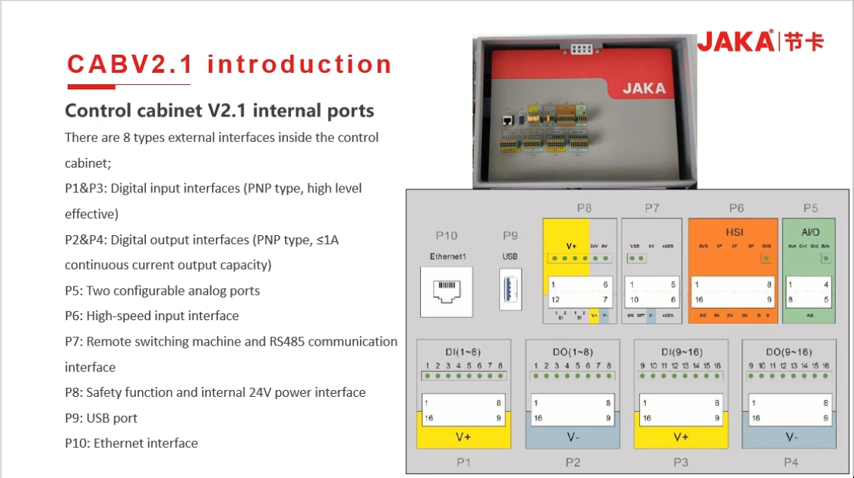 CABV2.1 introduction
JAKA 节卡
Control cabinet V2.1 internal ports
There are 8 types external interfaces inside the control
cabinet;
P1&P3: Digital input interfaces (PNP type, high level
effective)
P2&P4: Digital output interfaces (PNP type, ≤1A
continuous current output capacity)
P5: Two configurable analog ports
P6: High-speed input interface
P7: Remote switching machine and RS485 communication
interface
P8: Safety function and internal 24V power interface
P9: USB port
P10: Ethernet interface
JAKA
P10 P9 P8 P7 P6 P5
Ethernet1 USB V+ HSI AI/O
1 6 1 5 1 8 1 4
12 7 10 6 16 9 8 5
V+ V-
DI(1~8) DO(1~8) DI(9~16) DO(9~16)
1 2 3 4 5 6 7 8 1 2 3 4 5 6 7 8 9 10 11 12 13 14 15 16 9 10 11 12 13 14 15 16
1 8 1 8 1 8 1 8
16 9 16 9 16 9 16 9
V+ V- V+ V-
P1 P2 P3 P4